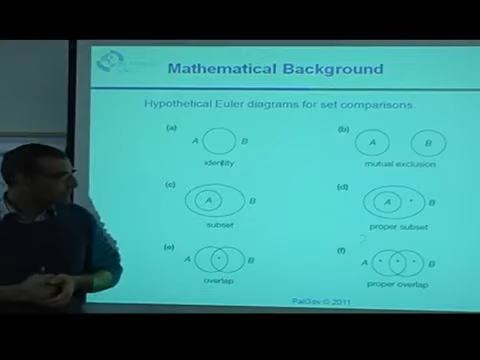 Mathematical Background
Hypothetical Euler diagrams for set comparisons
(a)
A B
identity
(b)
A B
mutual exclusion
(c)
A B
subset
(d)
A B
proper subset
(e)
A B
overlap
(f)
A B
proper overlap
PalGov © 2011